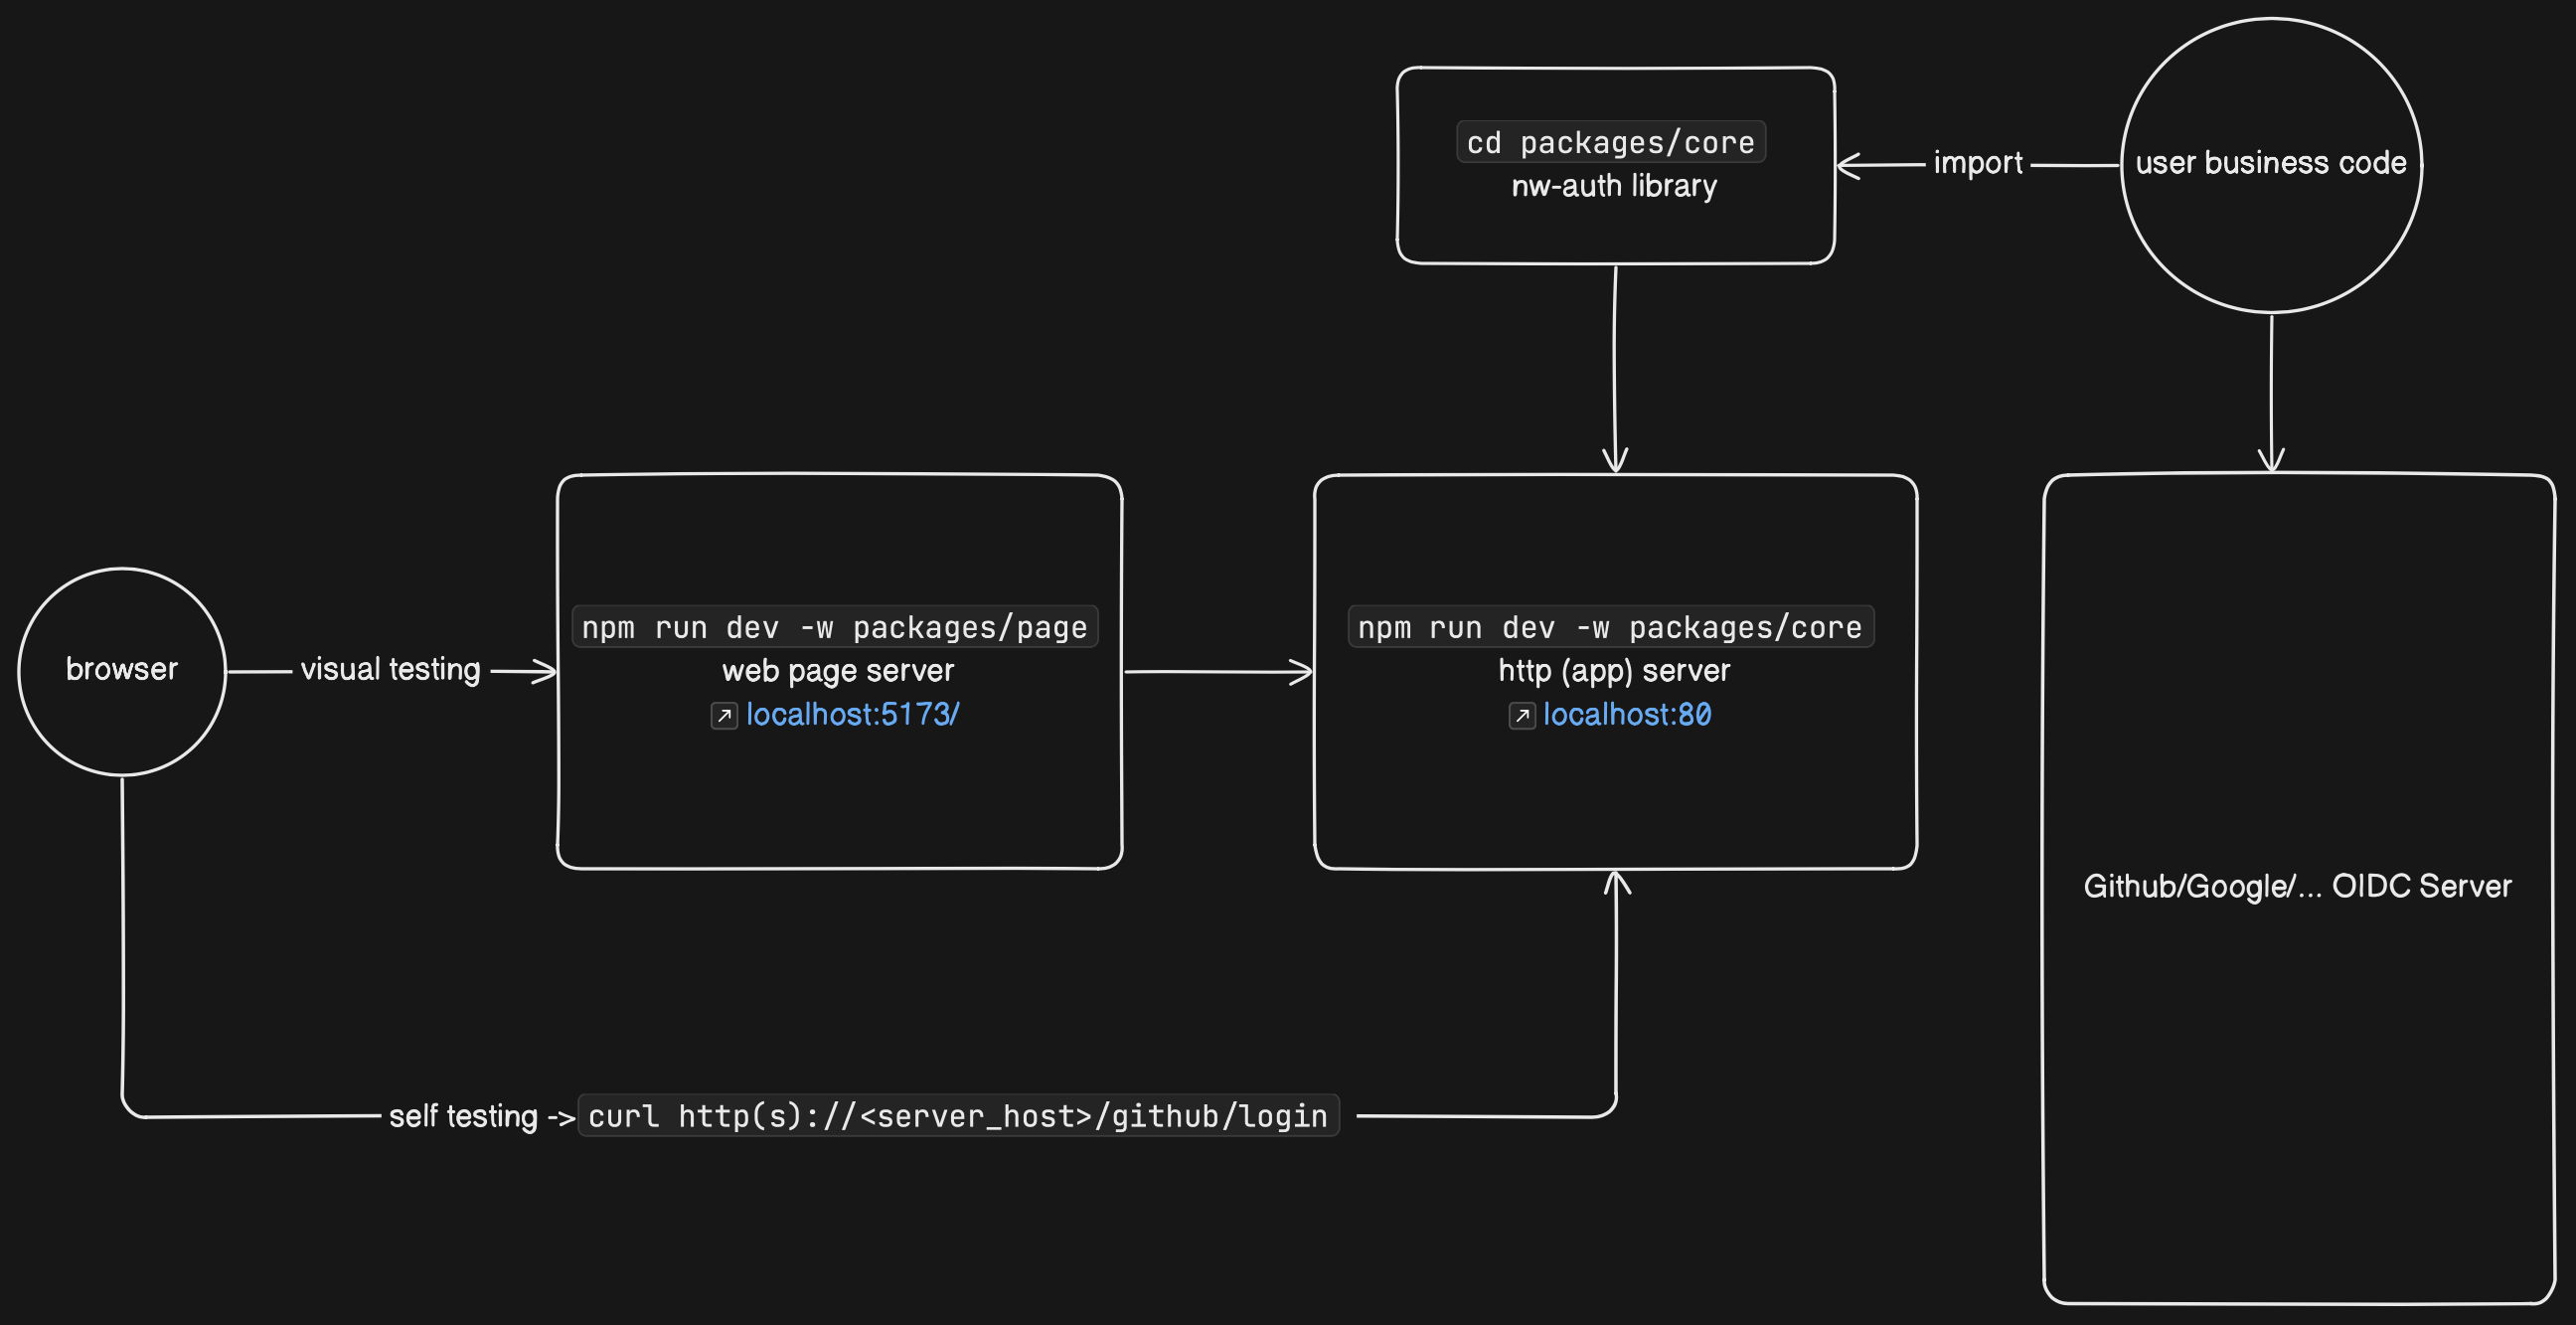 cd packages/core
nw-auth library
import
user business code
npm run dev -w packages/page
web page server
localhost:5173/
npm run dev -w packages/core
http (app) server
localhost:80
browser
visual testing
Github/Google/... OIDC Server
self testing -> curl http(s)://<server_host>/github/login